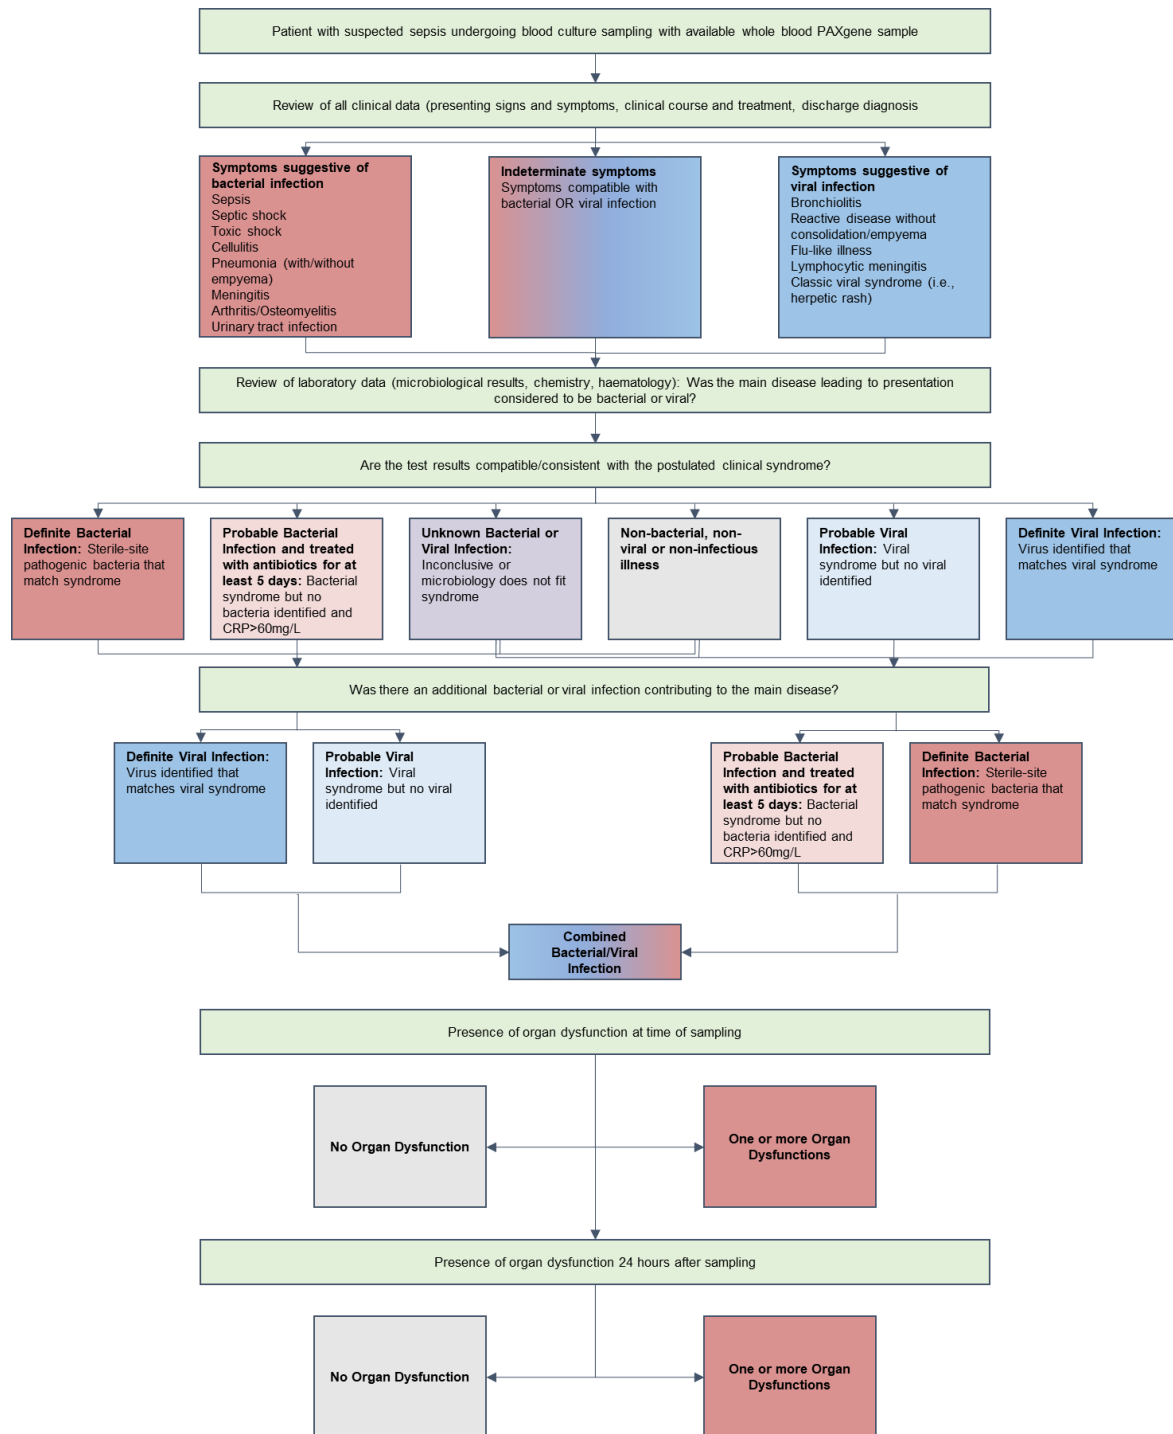 Patient with suspected sepsis undergoing blood culture sampling with available whole blood PAXgene sample
Review of all clinical data (presenting signs and symptoms, clinical course and treatment, discharge diagnosis
Symptoms suggestive of
bacterial infection
Sepsis
Septic shock
Toxic shock
Cellulitis
Pneumonia (with/without
empyema)
Meningitis
Arthritis/Osteomyelitis
Urinary tract infection
Indeterminate symptoms
Symptoms compatible with
bacterial OR viral infection
Symptoms suggestive of
viral infection
Bronchiolitis
Reactive disease without
consolidation/empyema
Flu-like illness
Lymphocytic meningitis
Classic viral syndrome (i.e.,
herpetic rash)
Review of laboratory data (microbiological results, chemistry, haematology): Was the main disease leading to presentation
considered to be bacterial or viral?
Are the test results compatible/consistent with the postulated clinical syndrome?
Definite Bacterial
Infection: Sterile-site
pathogenic bacteria that
match syndrome
Probable Bacterial
Infection and treated
with antibiotics for at
least 5 days: Bacterial
syndrome but no
bacteria identified and
CRP>60mg/L
Unknown Bacterial or
Viral Infection:
Inconclusive or
microbiology does not fit
syndrome
Non-bacterial, non-
viral or non-infectious
illness
Probable Viral
Infection: Viral
syndrome but no viral
identified
Definite Viral Infection:
Virus identified that
matches viral syndrome
Was there an additional bacterial or viral infection contributing to the main disease?
Definite Viral Infection:
Virus identified that
matches viral syndrome
Probable Viral
Infection: Viral
syndrome but no viral
identified
Probable Bacterial
Infection and treated
with antibiotics for at
least 5 days: Bacterial
syndrome but no
bacteria identified and
CRP>60mg/L
Definite Bacterial
Infection: Sterile-site
pathogenic bacteria that
match syndrome
Combined
Bacterial/Viral
Infection
Presence of organ dysfunction at time of sampling
No Organ Dysfunction
One or more Organ
Dysfunctions
Presence of organ dysfunction 24 hours after sampling
No Organ Dysfunction
One or more Organ
Dysfunctions